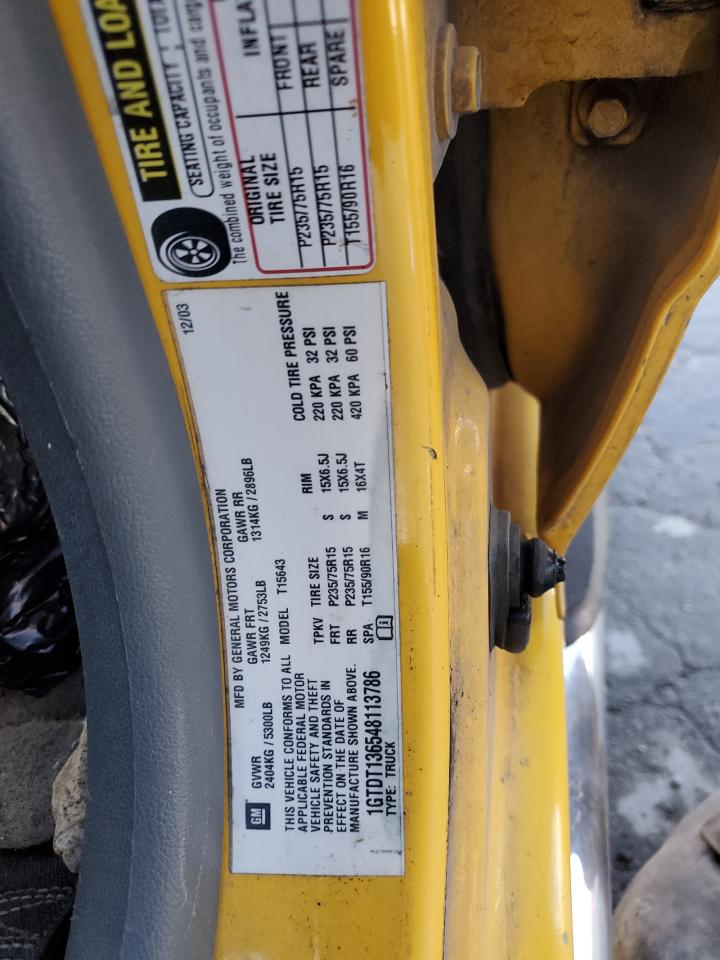 TIRE AND LOA
SEATING CAPACITY TOTA
The combined weight of occupants and carg
ORIGINAL TIRE SIZE INFLA
P235/75R15 FRONT
P235/75R15 REAR
T155/90R16 SPARE
12/03
MFD BY GENERAL MOTORS CORPORATION
GVWR GAWR FRT GAWR RR
2404KG / 5300LB 1249KG / 2753LB 1314KG / 2896LB
GM
THIS VEHICLE CONFORMS TO ALL MODEL T15643
APPLICABLE FEDERAL MOTOR
VEHICLE SAFETY AND THEFT
PREVENTION STANDARDS IN
EFFECT ON THE DATE OF
MANUFACTURE SHOWN ABOVE.
TPKV TIRE SIZE RIM COLD TIRE PRESSURE
FRT P235/75R15 S 15X6.5J 220 KPA 32 PSI
RR P235/75R15 S 15X6.5J 220 KPA 32 PSI
SPA T155/90R16 M 16X4T 420 KPA 60 PSI
1GTDT136548113786
TYPE: TRUCK